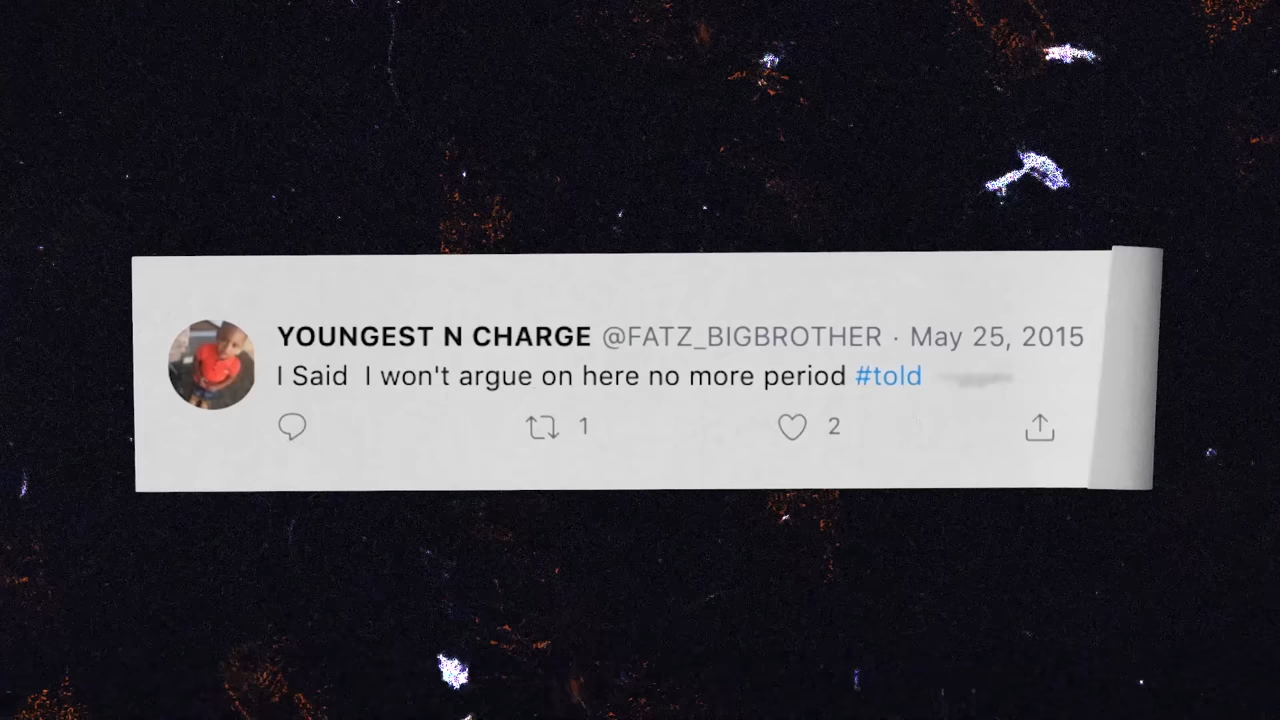 YOUNGEST N CHARGE @FATZ_BIGBROTHER · May 25, 2015
I Said  I won't argue on here no more period #told
1 2